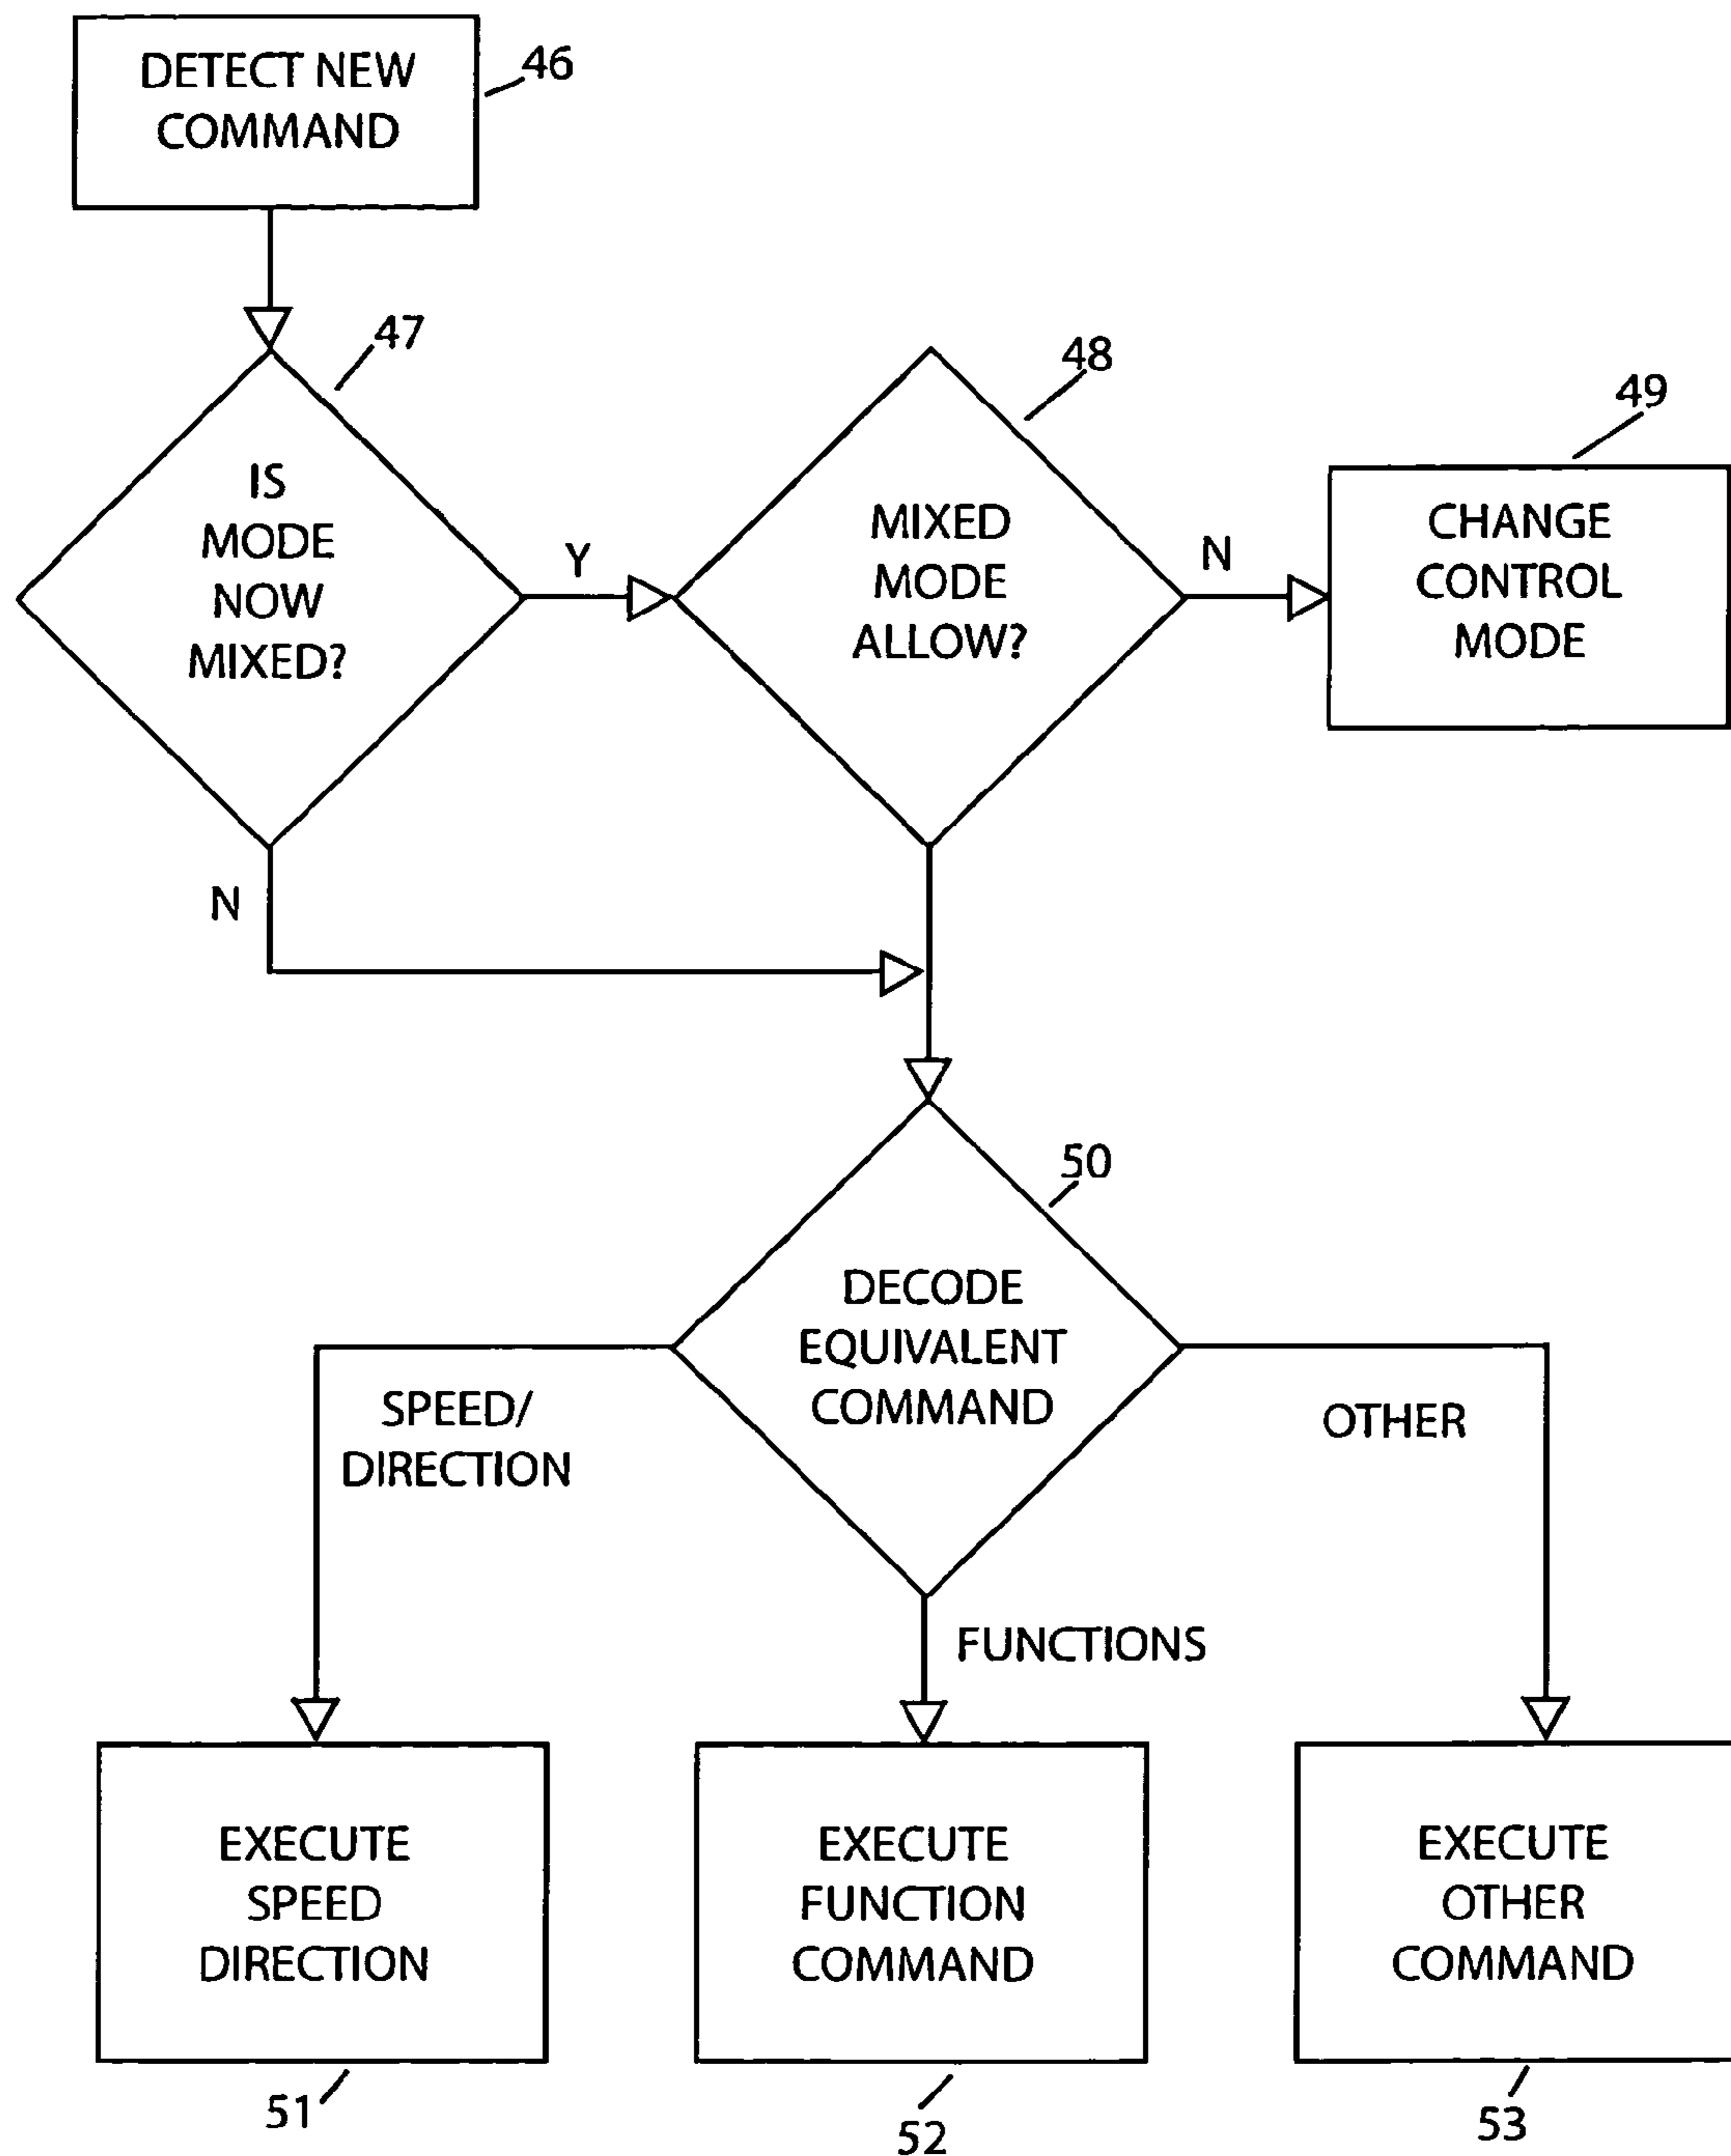 DETECT NEW
COMMAND
46
47
IS
MODE
NOW
MIXED?
Y
N
48
MIXED
MODE
ALLOW?
N
49
CHANGE
CONTROL
MODE
50
DECODE
EQUIVALENT
COMMAND
SPEED/
DIRECTION
FUNCTIONS
OTHER
EXECUTE
SPEED
DIRECTION
51
EXECUTE
FUNCTION
COMMAND
52
EXECUTE
OTHER
COMMAND
53